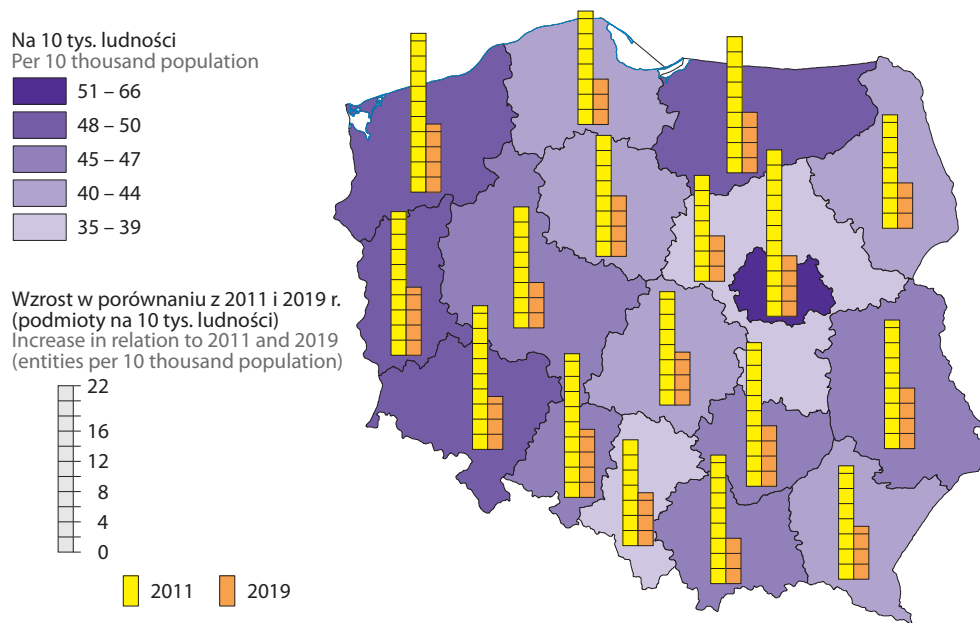 Na 10 tys. ludności
Per 10 thousand population
51 – 66
48 – 50
45 – 47
40 – 44
35 – 39
Wzrost w porównaniu z 2011 i 2019 r.
(podmioty na 10 tys. ludności)
Increase in relation to 2011 and 2019
(entities per 10 thousand population)
22
16
12
8
4
0
2011
2019